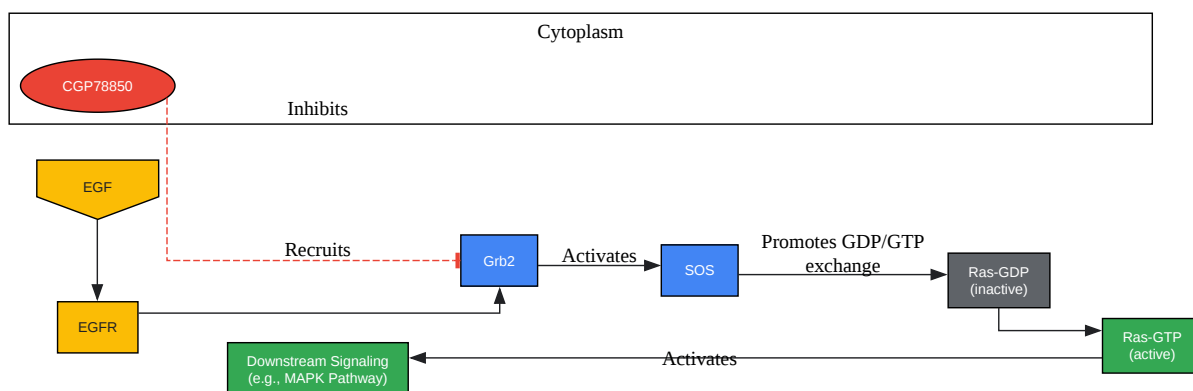 Cytoplasm
CGP78850
Inhibits
EGF
Recruits
Grb2
Activates
SOS
Promotes GDP/GTP
exchange
Ras-GDP
(inactive)
EGFR
Ras-GTP
(active)
Activates
Downstream Signaling
(e.g., MAPK Pathway)